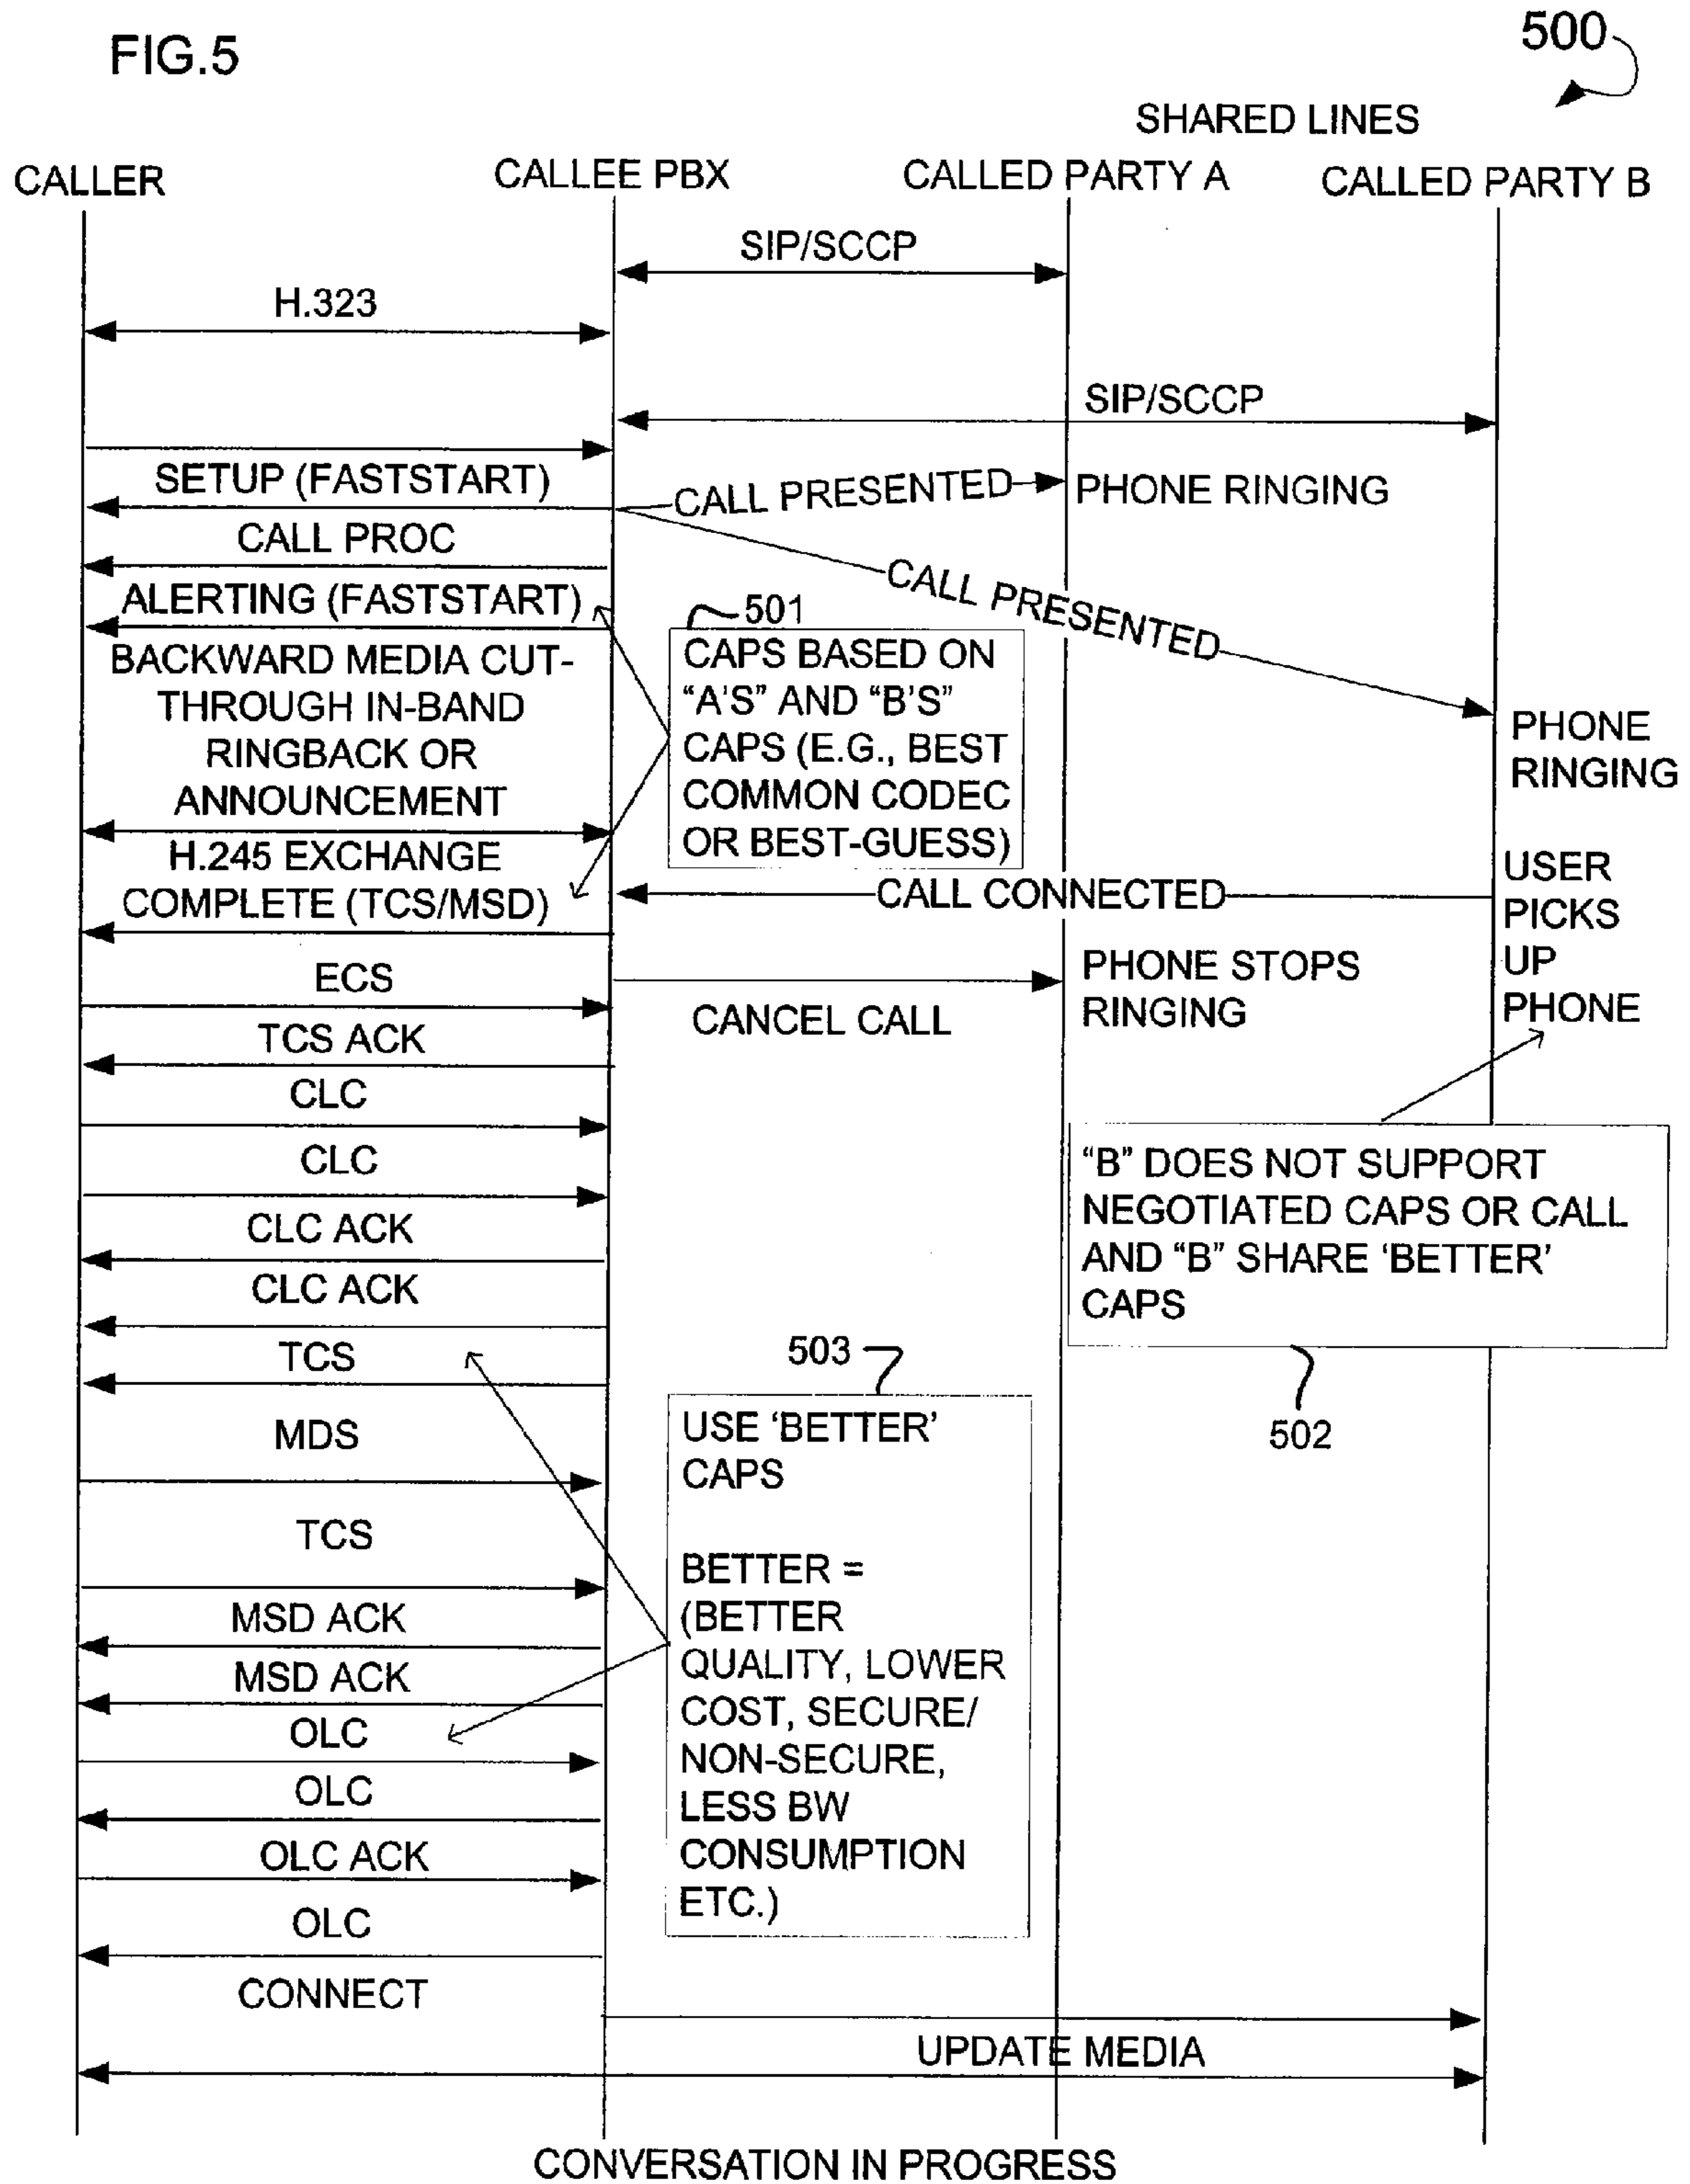 FIG.5
500
SHARED LINES
CALLER
CALLEE PBX
CALLED PARTY A
CALLED PARTY B
SIP/SCCP
H.323
SIP/SCCP
SETUP (FASTSTART)
CALL PRESENTED
PHONE RINGING
CALL PROC
CALL PRESENTED
ALERTING (FASTSTART)
501
CAPS BASED ON
“A’S” AND “B’S”
CAPS (E.G., BEST
COMMON CODEC
OR BEST-GUESS)
BACKWARD MEDIA CUT-
THROUGH IN-BAND
RINGBACK OR
ANNOUNCEMENT
PHONE
RINGING
H.245 EXCHANGE
COMPLETE (TCS/MSD)
CALL CONNECTED
USER
PICKS
UP
PHONE
ECS
CANCEL CALL
PHONE STOPS
RINGING
TCS ACK
CLC
CLC
CLC ACK
CLC ACK
“B” DOES NOT SUPPORT
NEGOTIATED CAPS OR CALL
AND “B” SHARE ‘BETTER’
CAPS
502
TCS
503
USE ‘BETTER’
CAPS
BETTER =
(BETTER
QUALITY, LOWER
COST, SECURE/
NON-SECURE,
LESS BW
CONSUMPTION
ETC.)
MDS
TCS
MSD ACK
MSD ACK
OLC
OLC
OLC ACK
OLC
CONNECT
UPDATE MEDIA
CONVERSATION IN PROGRESS